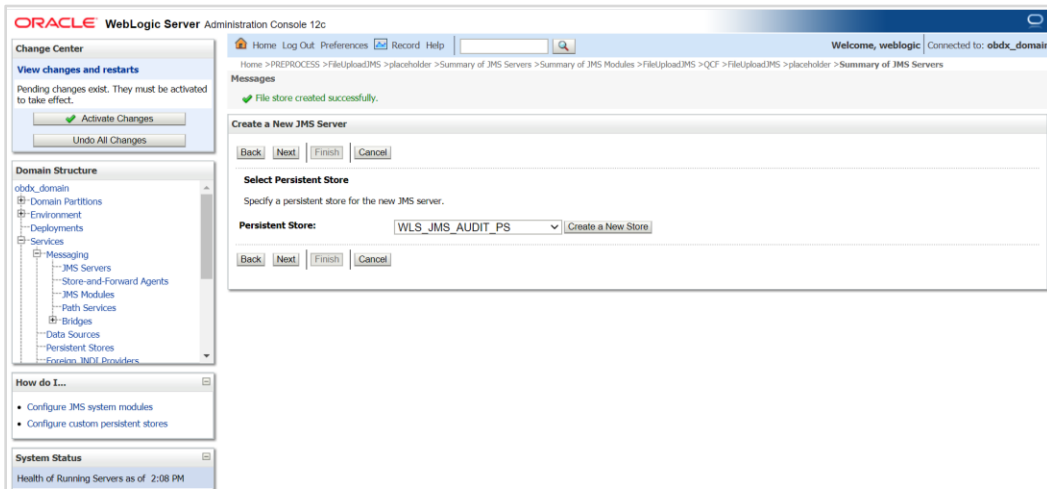 ORACLE WebLogic Server Administration Console 12c
Change Center
View changes and restarts
Pending changes exist. They must be activated
to take effect.
Activate Changes
Undo All Changes
Domain Structure
obdx_domain
Domain Partitions
Environment
Deployments
Services
Messaging
JMS Servers
Store-and-Forward Agents
JMS Modules
Path Services
Bridges
Data Sources
Persistent Stores
Foreign JNDI Providers
How do I...
Configure JMS system modules
Configure custom persistent stores
System Status
Health of Running Servers as of 2:08 PM
Home Log Out Preferences Record Help
Welcome, weblogic Connected to: obdx_domain
Home >PREPROCESS >FileUploadJMS >placeholder >Summary of JMS Servers >Summary of JMS Modules >FileUploadJMS >QCF >FileUploadJMS >placeholder >Summary of JMS Servers
Messages
File store created successfully.
Create a New JMS Server
Back Next Finish Cancel
Select Persistent Store
Specify a persistent store for the new JMS server.
Persistent Store: WLS_JMS_AUDIT_PS Create a New Store
Back Next Finish Cancel